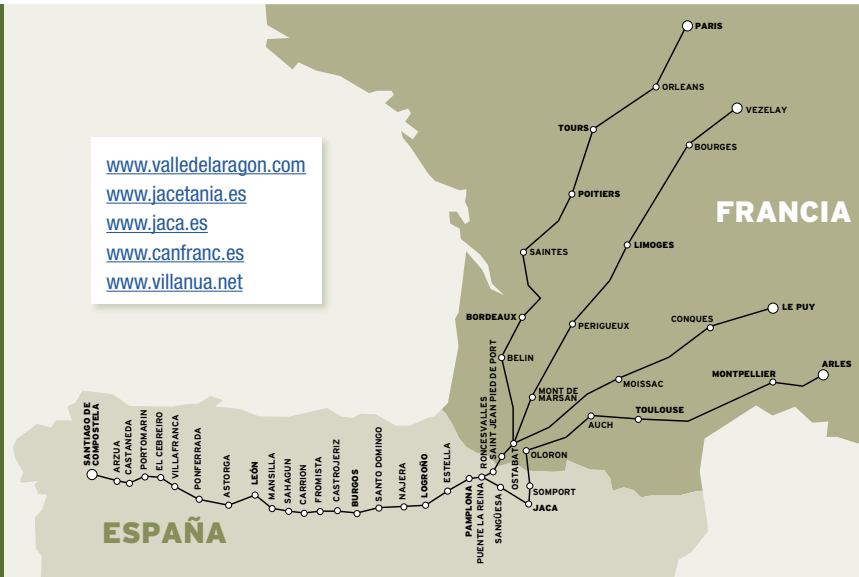 PARIS
ORLEANS
VEZELAY
TOURS
BOURGES
www.valledelaragon.com
www.jacetania.es
www.jaca.es
www.canfranc.es
www.villanua.net
POITIERS
FRANCIA
SAINTES
LIMOGES
BORDEAUX
PERIGUEUX
CONQUES
LE PUY
BELIN
MOISSAC
MONTPELLIER
ARLES
MONT DE
MARSAN
TOULOUSE
AUCH
OLORON
SOMPORT
JACA
SANTIAGO DE
COMPOSTELA
ARZUA
CASTANEDA
PORTOMARIN
EL CEBREIRO
VILLAFRANCA
PONFERRADA
ASTORGA
LEÓN
MANSILLA
SAHAGUN
CARRION
FROMISTA
CASTROJERIZ
BURGOS
SANTO DOMINGO
NAJERA
LOGROÑO
ESTELLA
PAMPLONA
PUENTE LA REINA
RONCESVALLES
SAINT JEAN PIED DE PORT
SANGÜESA
OSTABAT
ESPAÑA